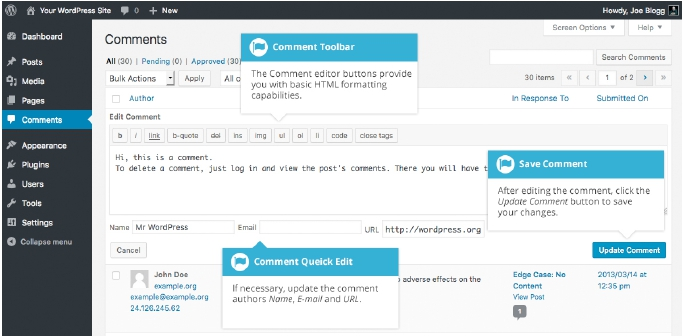 Your WordPress Site 0 + New Howdy, Joe Blogg
Dashboard
Posts
Media
Pages
Comments
Appearance
Plugins
Users
Tools
Settings
Collapse menu
Screen Options Help
Comments
All (30) | Pending (0) | Approved (30)
Search Comments
Bulk Actions Apply All 30 items « ‹ 1 of 2 › »
Author In Response To Submitted On
Comment Toolbar
The Comment editor buttons provide
you with basic HTML formatting
capabilities.
Edit Comment
b i link b-quote del ins img ul ol li code close tags
Hi, this is a comment.
To delete a comment, just log in and view the post's comments. There you will have
Save Comment
After editing the comment, click the
Update Comment button to save
your changes.
Name Mr WordPress Email URL http://wordpress.org
Cancel Update Comment
Comment Queick Edit
If necessary, update the comment
authors Name, E-mail and URL.
John Doe
example.org
example@example.org
24.126.245.62
adverse effects on the
Edge Case: No
Content
View Post
1
2013/03/14 at
12:35 pm